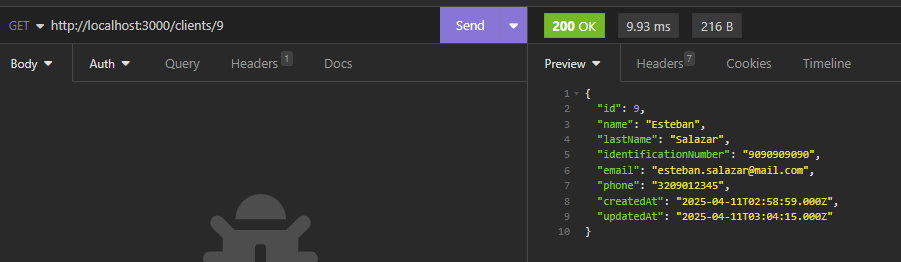 GET http://localhost:3000/clients/9 Send 200 OK 9.93 ms 216 B
Body Auth Query Headers 1 Docs Preview Headers 7 Cookies Timeline
1 {
2 "id": 9,
3 "name": "Esteban",
4 "lastName": "Salazar",
5 "identificationNumber": "9090909090",
6 "email": "esteban.salazar@mail.com",
7 "phone": "3209012345",
8 "createdAt": "2025-04-11T02:58:59.000Z",
9 "updatedAt": "2025-04-11T03:04:15.000Z"
10 }